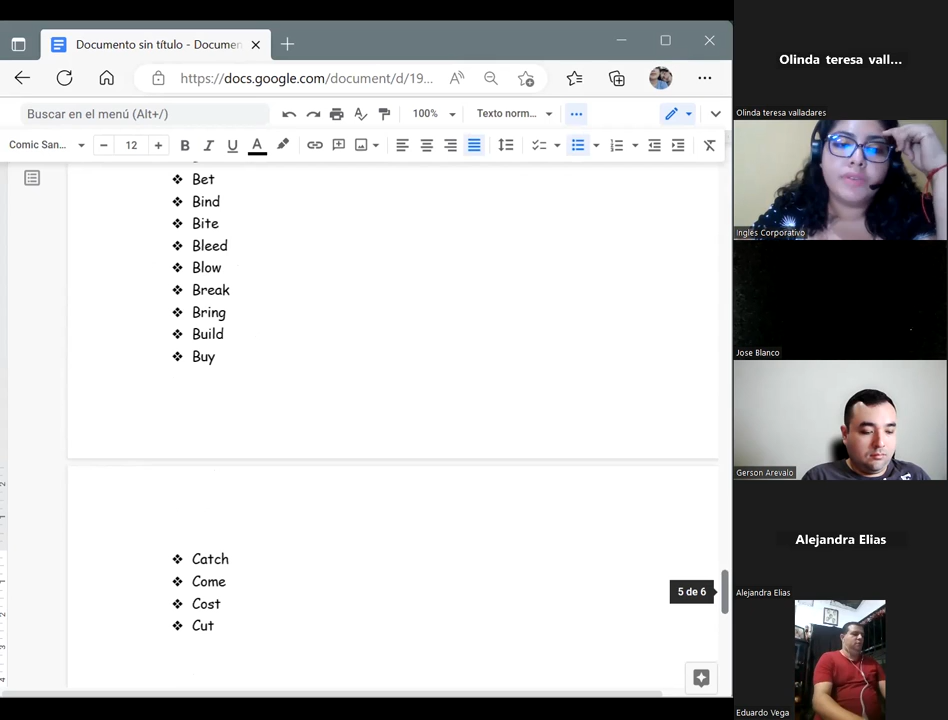 Documento sin título - Documen
https://docs.google.com/document/d/19...
Buscar en el menú (Alt+/)
100%
Texto norm...
Comic San...
12
Bet
Bind
Bite
Bleed
Blow
Break
Bring
Build
Buy
Catch
Come
Cost
Cut
5 de 6
Olinda teresa vall...
Olinda teresa valladares
Inglés Corporativo
Jose Blanco
Gerson Arevalo
Alejandra Elias
Alejandra Elias
Eduardo Vega